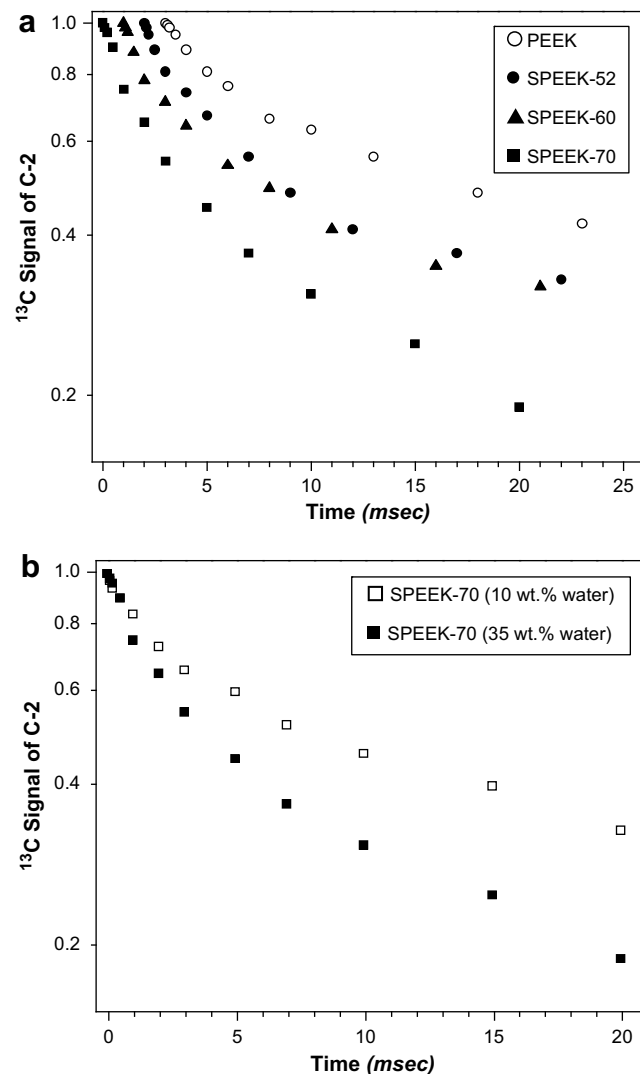 a
1.0
0.8
0.6
0.4
0.2
¹³C Signal of C-2
PEEK
SPEEK-52
SPEEK-60
SPEEK-70
0 5 10 15 20 25
Time (msec)
b
1.0
0.8
0.6
0.4
0.2
¹³C Signal of C-2
SPEEK-70 (10 wt.% water)
SPEEK-70 (35 wt.% water)
0 5 10 15 20
Time (msec)